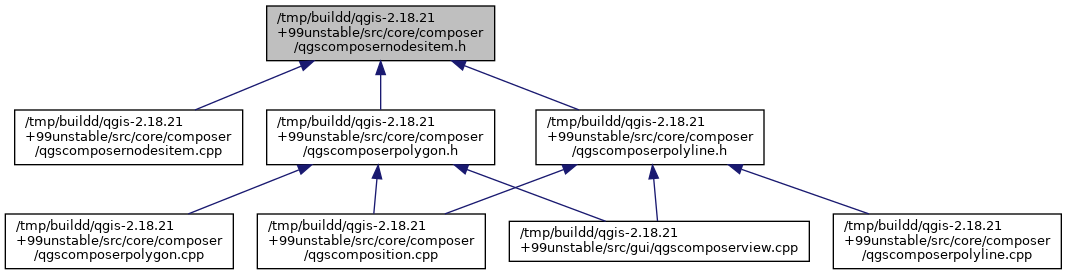 /tmp/buildd/qgis-2.18.21
+99unstable/src/core/composer
/qgscomposernodesitem.h
/tmp/buildd/qgis-2.18.21
+99unstable/src/core/composer
/qgscomposernodesitem.cpp
/tmp/buildd/qgis-2.18.21
+99unstable/src/core/composer
/qgscomposerpolygon.h
/tmp/buildd/qgis-2.18.21
+99unstable/src/core/composer
/qgscomposerpolyline.h
/tmp/buildd/qgis-2.18.21
+99unstable/src/core/composer
/qgscomposerpolygon.cpp
/tmp/buildd/qgis-2.18.21
+99unstable/src/core/composer
/qgscomposition.cpp
/tmp/buildd/qgis-2.18.21
+99unstable/src/gui/qgscomposerview.cpp
/tmp/buildd/qgis-2.18.21
+99unstable/src/core/composer
/qgscomposerpolyline.cpp